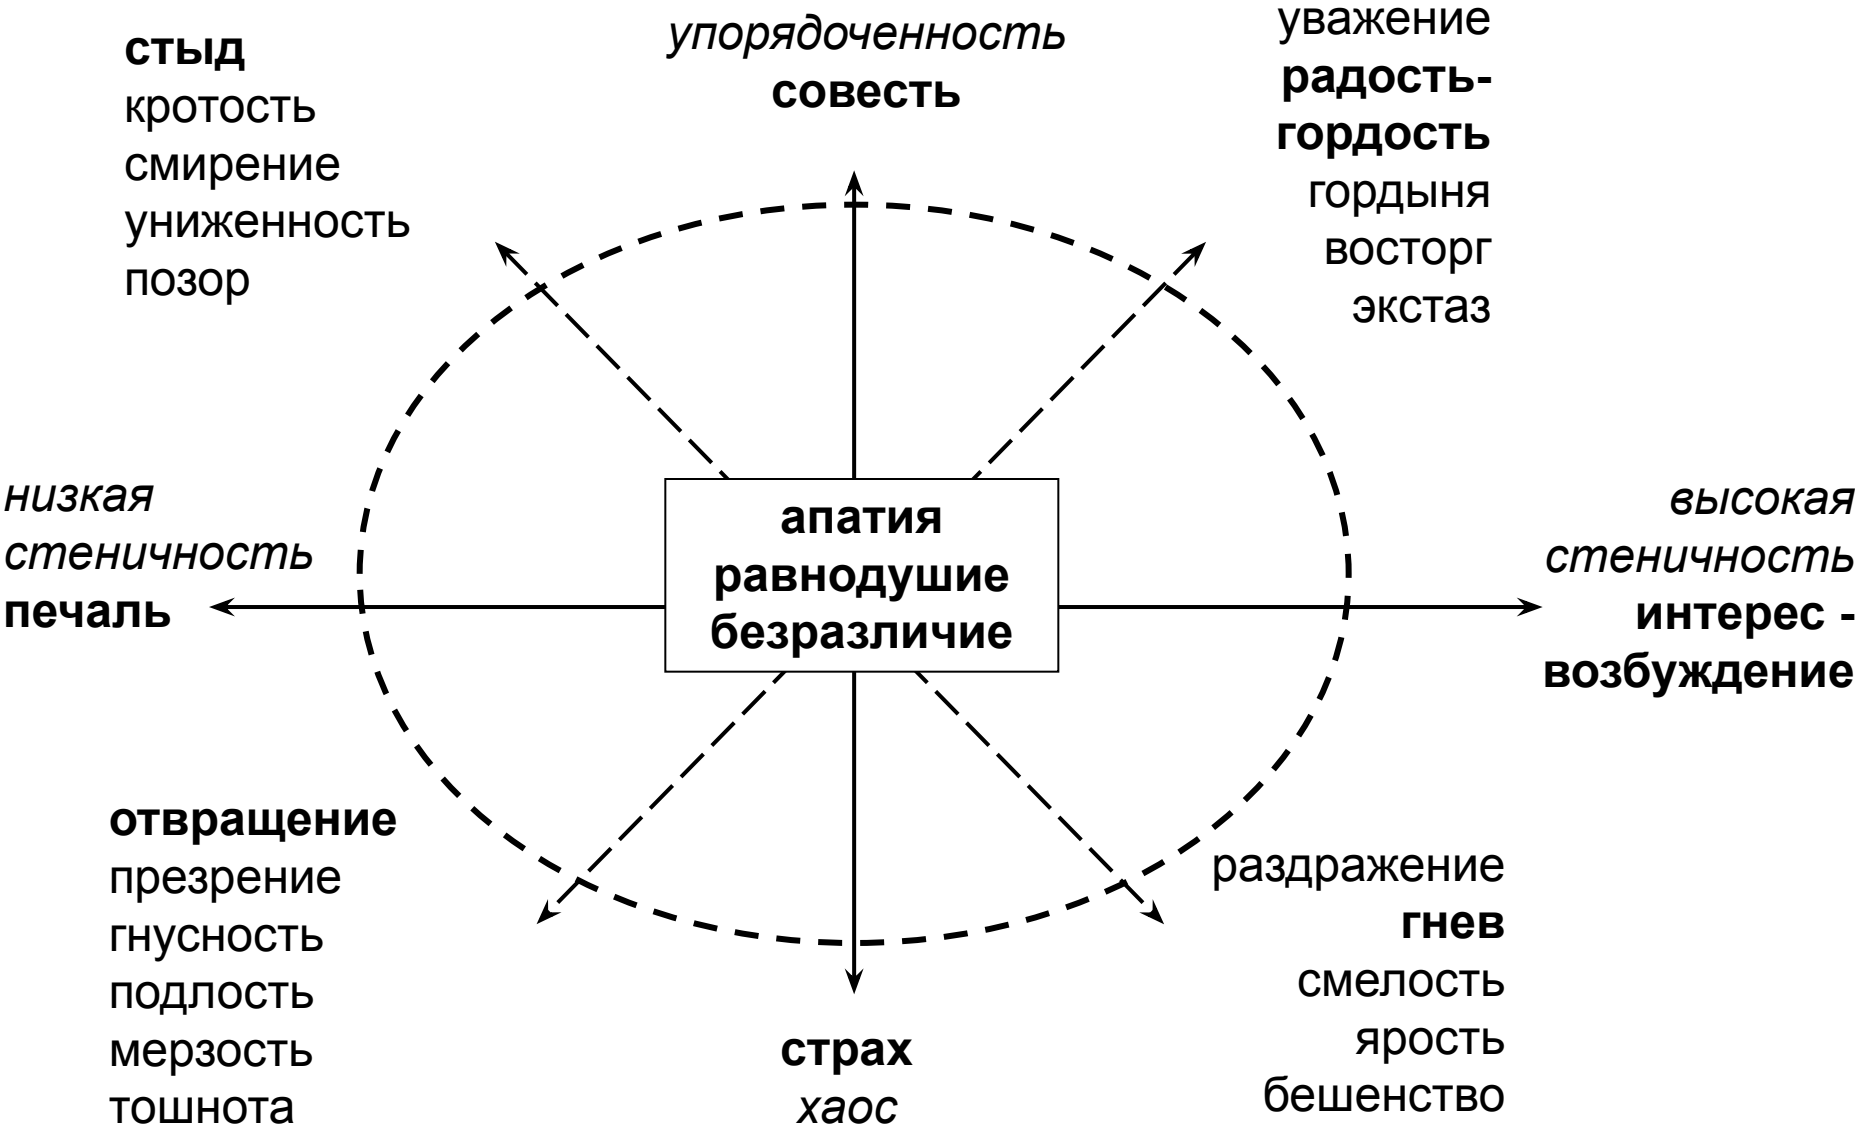 стыд
кротость
смирение
униженность
позор
упорядоченность
совесть
уважение
радость-
гордость
гордыня
восторг
экстаз
низкая
стеничность
печаль
апатия
равнодушие
безразличие
высокая
стеничность
интерес -
возбуждение
отвращение
презрение
гнусность
подлость
мерзость
тошнота
страх
хаос
раздражение
гнев
смелость
ярость
бешенство